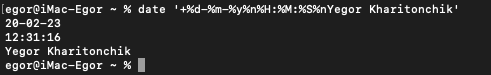 [egor@iMac-Egor ~ % date '+%d-%m-%y%n%H:%M:%S%nYegor Kharitonchik'
20-02-23
12:31:16
Yegor Kharitonchik
egor@iMac-Egor ~ %